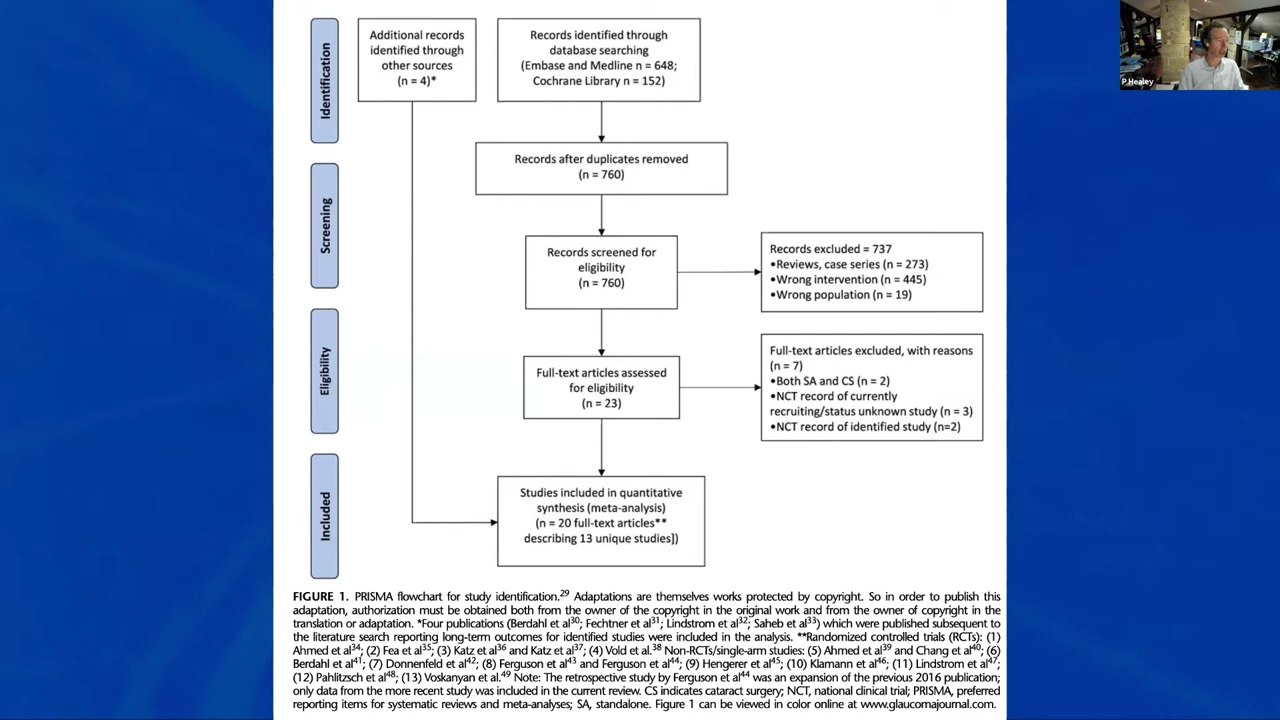 Identification
Additional records
identified through
other sources
(n = 4)*
Records identified through
database searching
(Embase and Medline n = 648;
Cochrane Library n = 152)
P.Healey
Records after duplicates removed
(n = 760)
Screening
Records screened for
eligibility
(n = 760)
Records excluded = 737
•Reviews, case series (n = 273)
•Wrong intervention (n = 445)
•Wrong population (n = 19)
Eligibility
Full-text articles assessed
for eligibility
(n = 23)
Full-text articles excluded, with reasons
(n = 7)
•Both SA and CS (n = 2)
•NCT record of currently
recruiting/status unknown study (n = 3)
•NCT record of identified study (n=2)
Included
Studies included in quantitative
synthesis (meta-analysis)
(n = 20 full-text articles**
describing 13 unique studies])
FIGURE 1. PRISMA flowchart for study identification.29 Adaptations are themselves works protected by copyright. So in order to publish this
adaptation, authorization must be obtained both from the owner of the copyright in the original work and from the owner of copyright in the
translation or adaptation. *Four publications (Berdahl et al30; Fechtner et al31; Lindstrom et al32; Saheb et al33) which were published subsequent to
the literature search reporting long-term outcomes for identified studies were included in the analysis. **Randomized controlled trials (RCTs): (1)
Ahmed et al34; (2) Fea et al35; (3) Katz et al36 and Katz et al37; (4) Vold et al.38 Non-RCTs/single-arm studies: (5) Ahmed et al39 and Chang et al40; (6)
Berdahl et al41; (7) Donnenfeld et al42; (8) Ferguson et al43 and Ferguson et al44; (9) Hengerer et al45; (10) Klamann et al46; (11) Lindstrom et al47;
(12) Pahlitzsch et al48; (13) Voskanyan et al.49 Note: The retrospective study by Ferguson et al44 was an expansion of the previous 2016 publication;
only data from the more recent study was included in the current review. CS indicates cataract surgery; NCT, national clinical trial; PRISMA, preferred
reporting items for systematic reviews and meta-analyses; SA, standalone. Figure 1 can be viewed in color online at www.glaucomajournal.com.